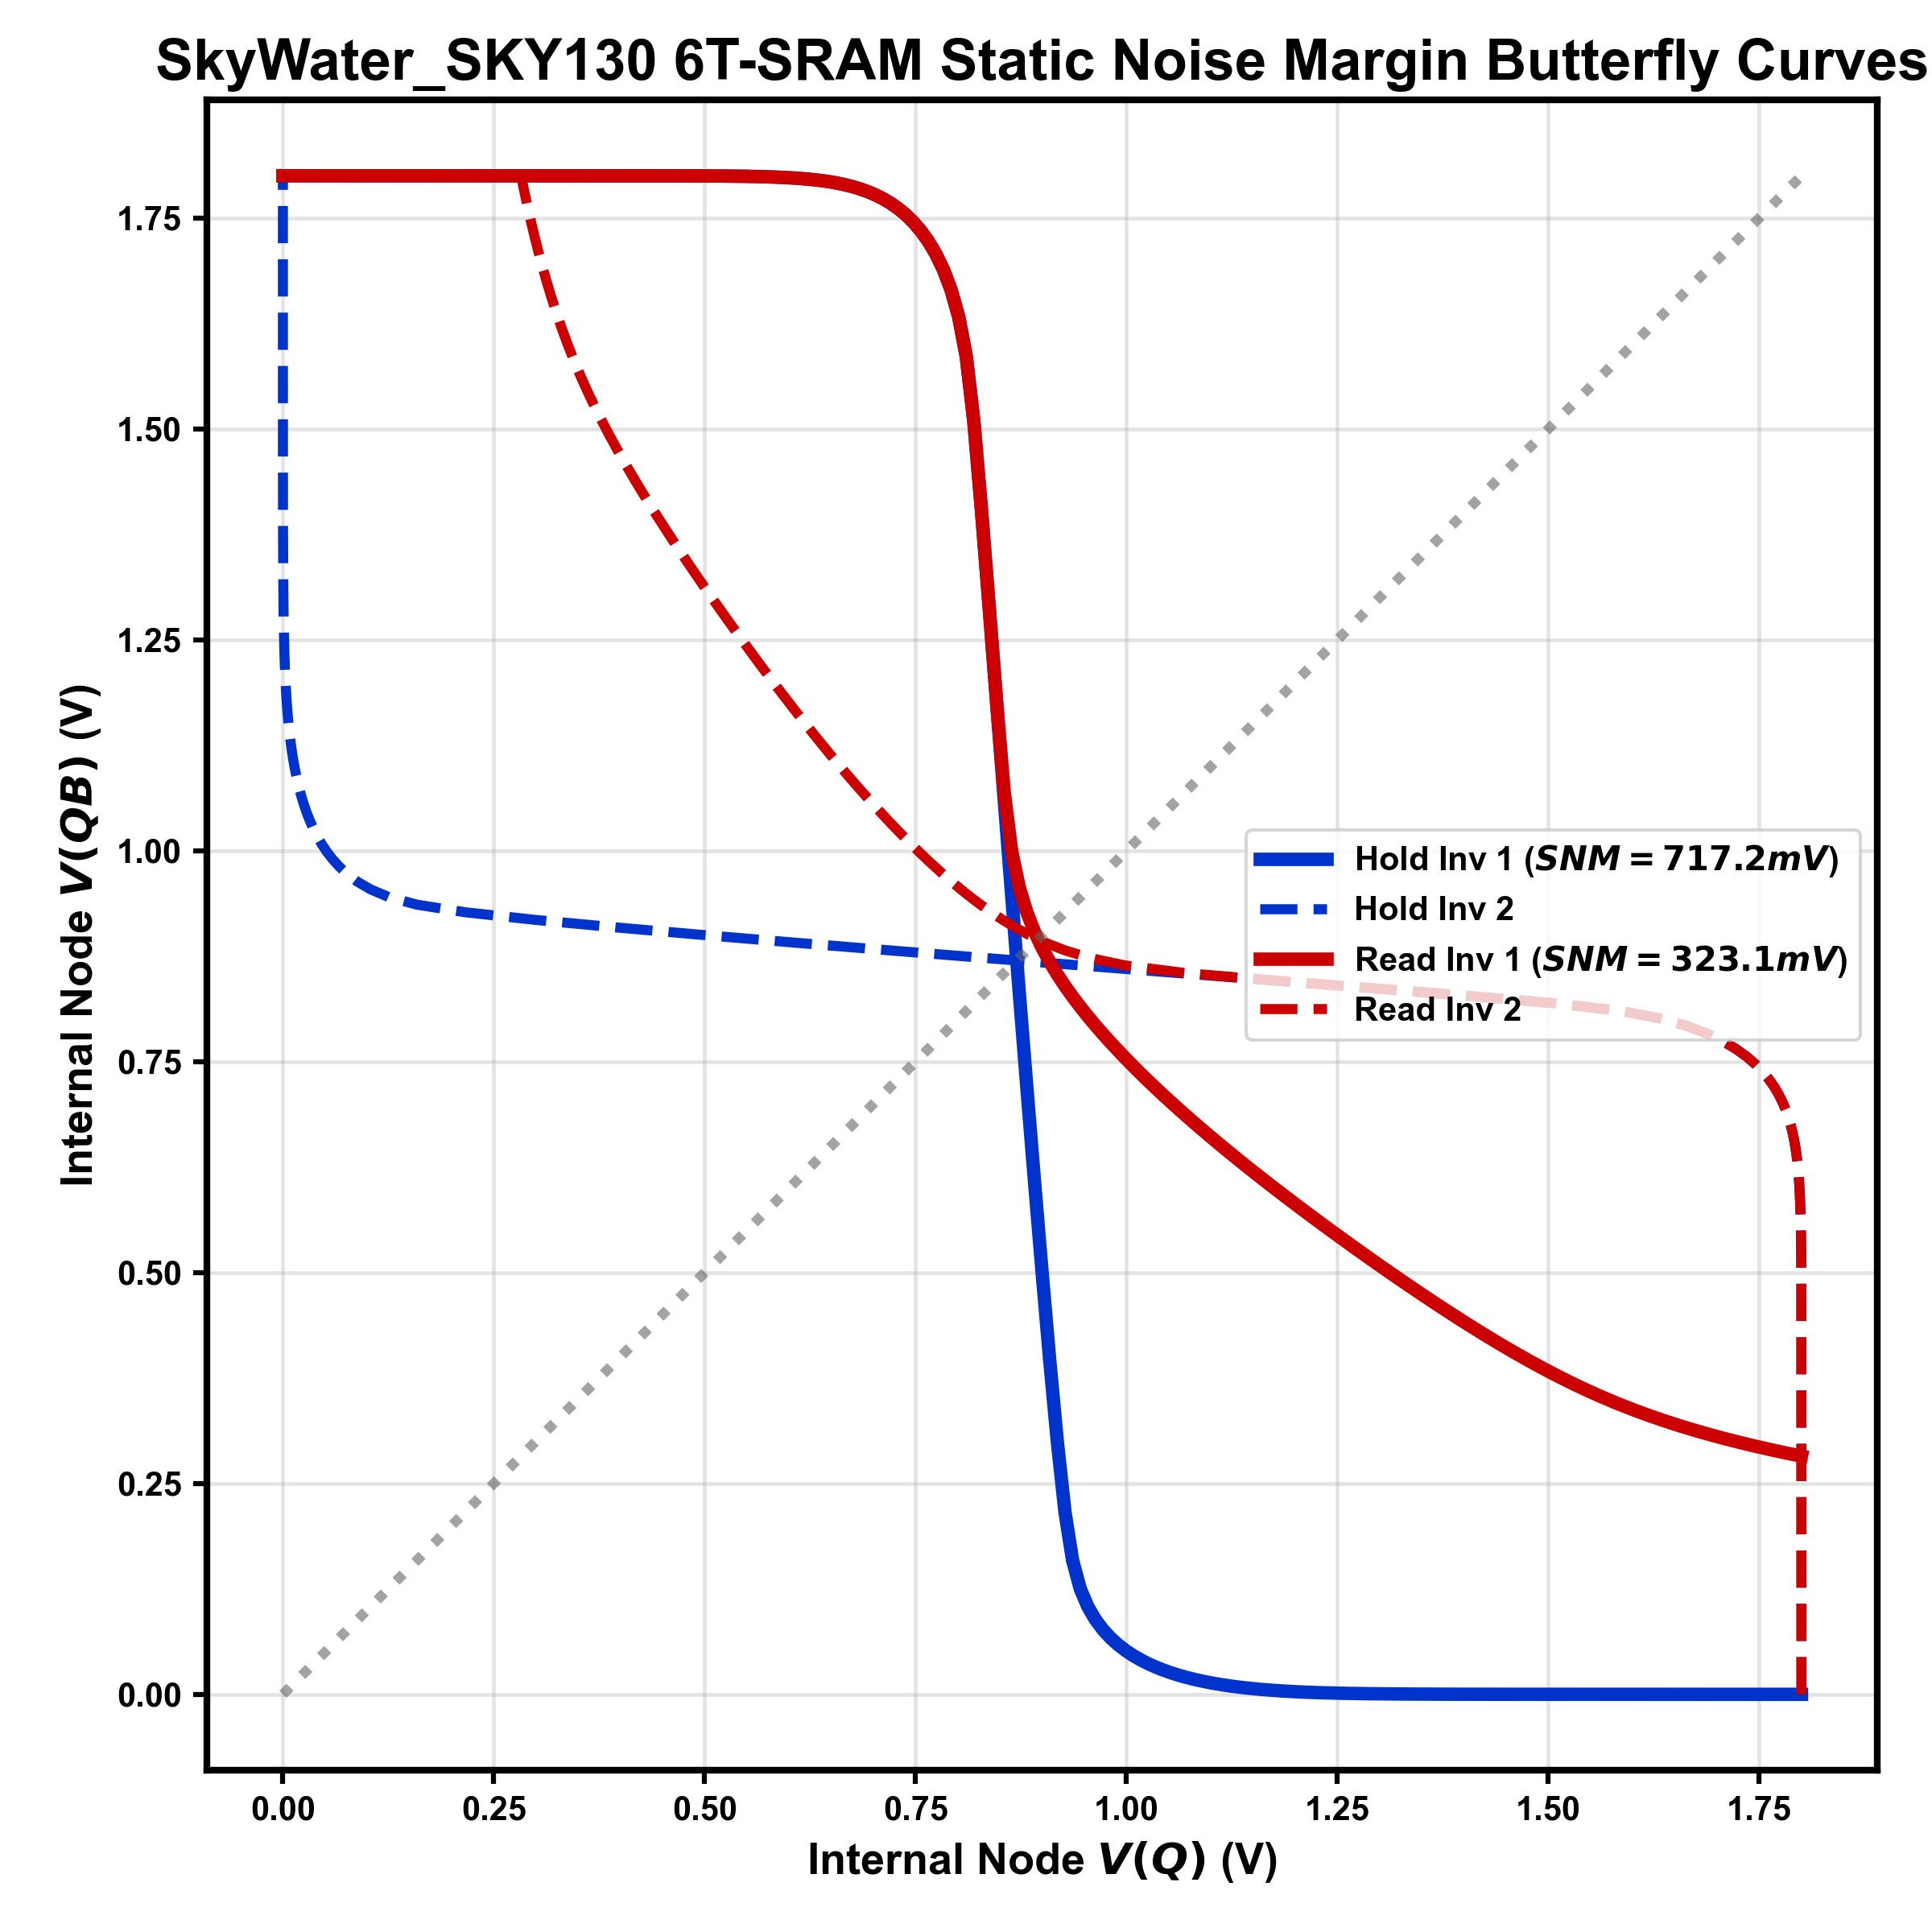 SkyWater_SKY130 6T-SRAM Static Noise Margin Butterfly Curves
Internal Node V(QB) (V)
1.75
1.50
1.25
1.00
0.75
0.50
0.25
0.00
Hold Inv 1 (SNM = 717.2mV)
Hold Inv 2
Read Inv 1 (SNM = 323.1mV)
Read Inv 2
0.00 0.25 0.50 0.75 1.00 1.25 1.50 1.75
Internal Node V(Q) (V)